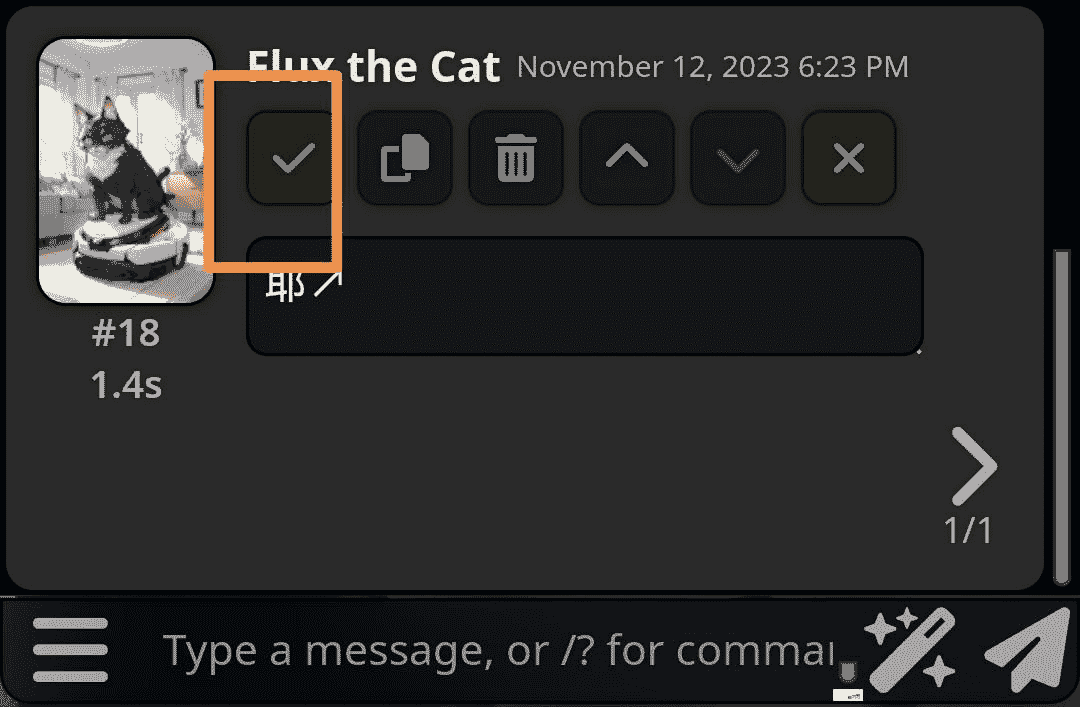 Flux the Cat November 12, 2023 6:23 PM
耶↗
#18
1.4s
1/1
Type a message, or /? for comma